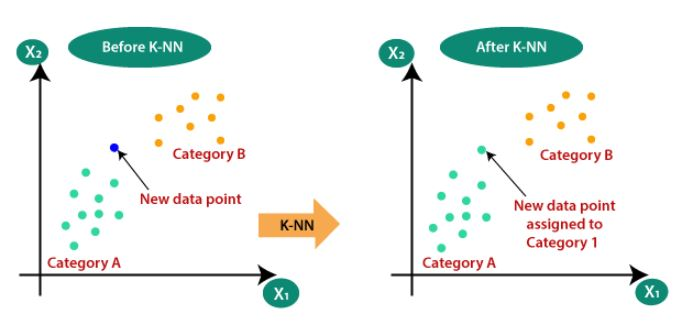 Before K-NN
X₂
Category B
New data point
Category A
X₁
K-NN
After K-NN
X₂
Category B
New data point
assigned to
Category 1
Category A
X₁